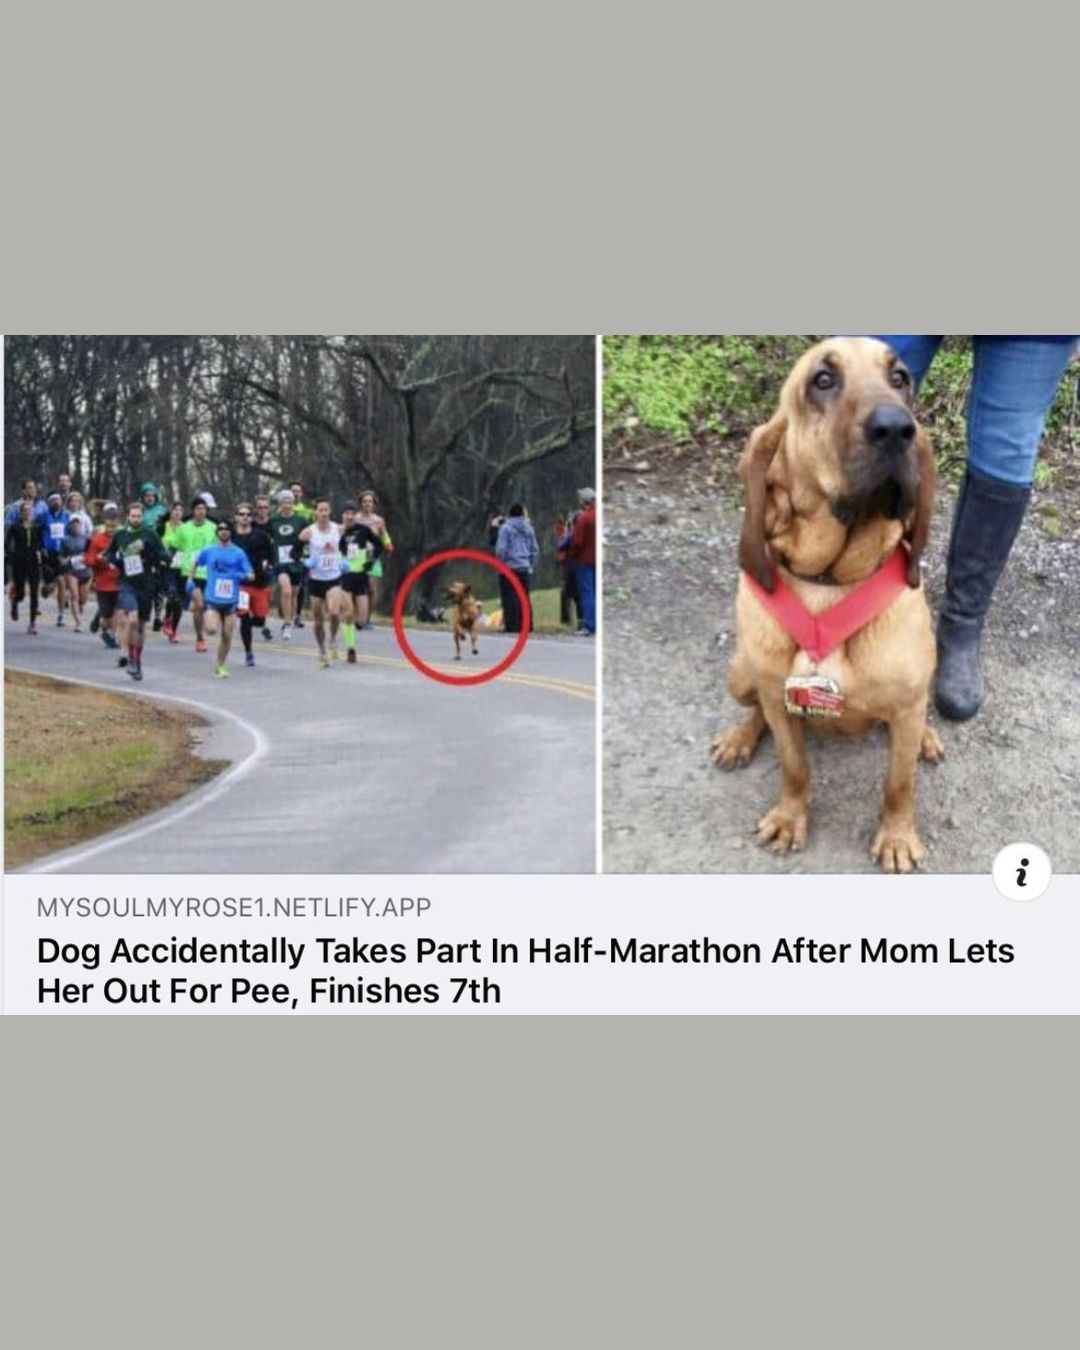 MYSOULMYROSE1.NETLIFY.APP
Dog Accidentally Takes Part In Half-Marathon After Mom Lets
Her Out For Pee, Finishes 7th